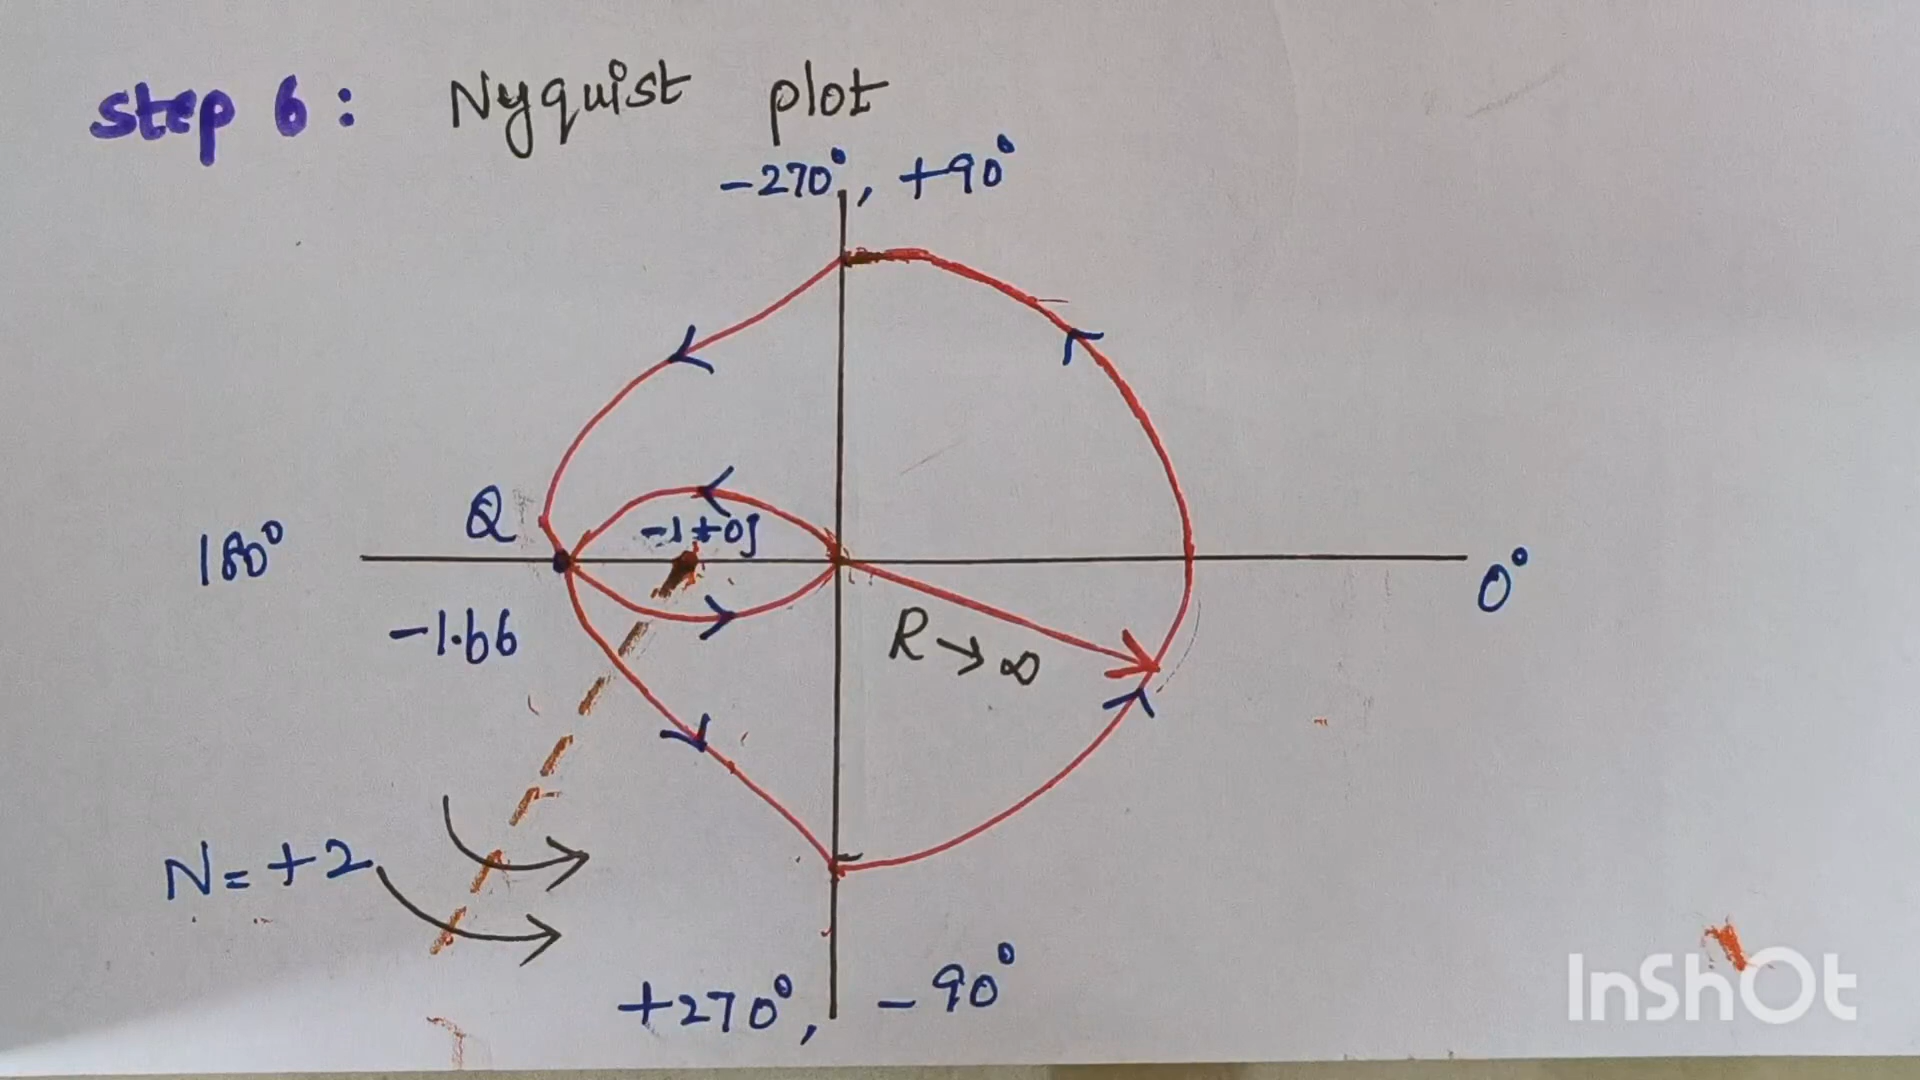 step 6: Nyquist plot
-270°, +90°
Q
-1+0j
180°
0°
-1.66
R→∞
N=+2
+270°, -90°
InShOt